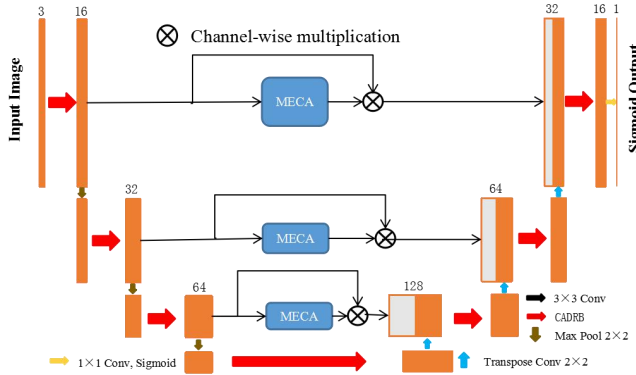 3
16
Channel-wise multiplication
32
16
1
Input Image
MECA
Sigmoid Output
32
64
MECA
64
128
MECA
3×3 Conv
CADRB
Max Pool 2×2
1×1 Conv, Sigmoid
Transpose Conv 2×2